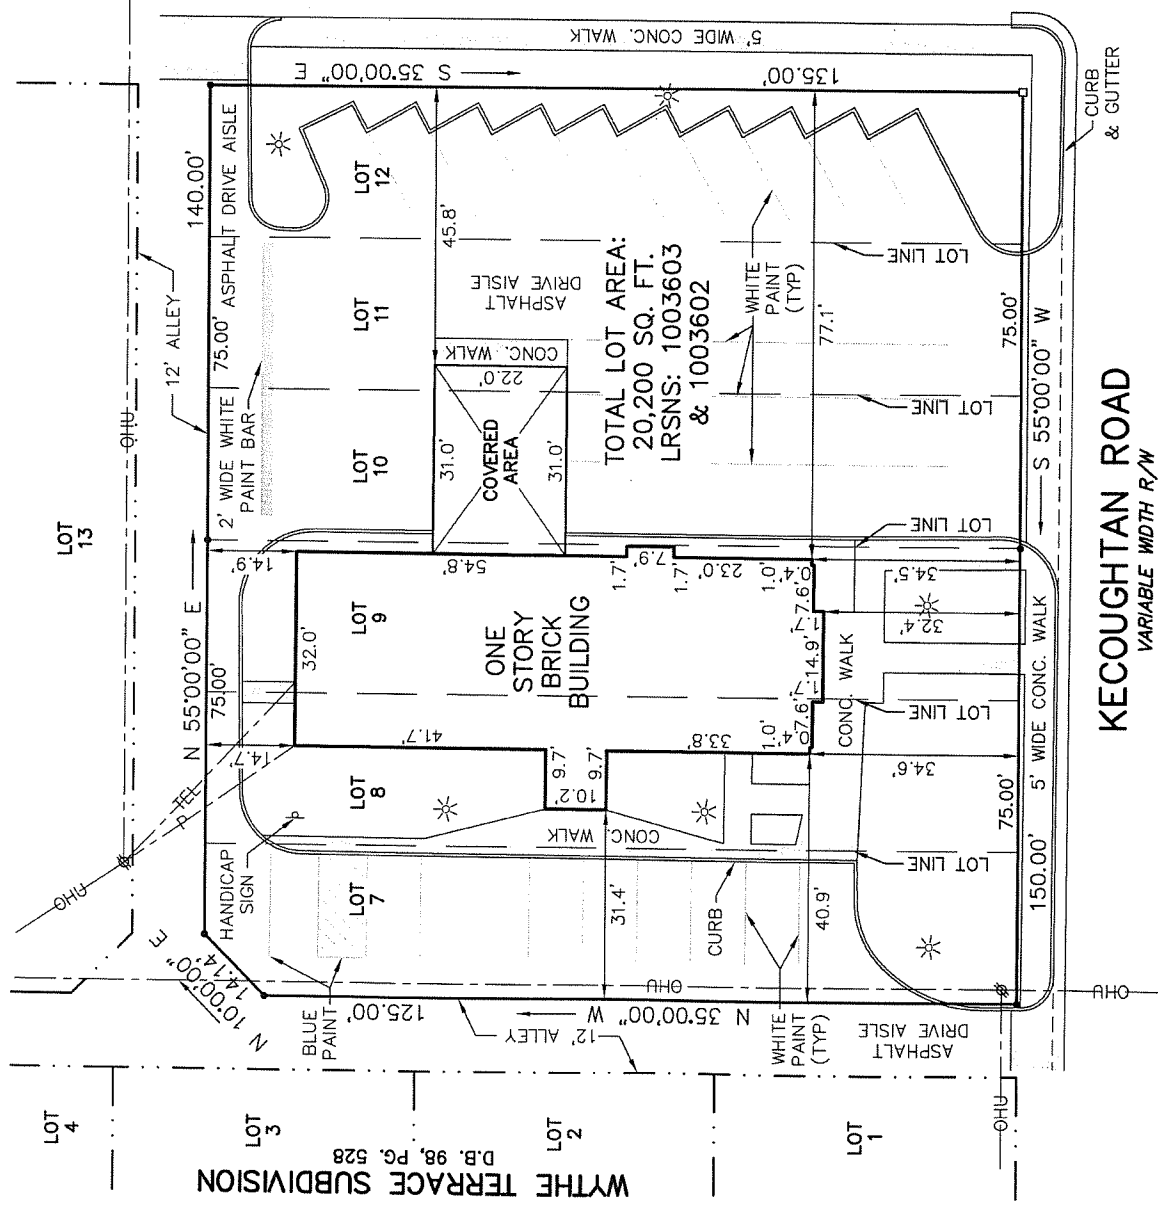 5' WIDE CONC. WALK
S 35°00'00" E
135.00'
CURB
& GUTTER
140.00'
ASPHALT DRIVE AISLE
12' ALLEY
OHU
LOT
12
45.8'
LOT LINE
WHITE
PAINT
(TYP)
TOTAL LOT AREA:
20,200 SQ. FT.
LRSNS: 1003603
& 1003602
77.1'
75.00'
75.00'
LOT
11
ASPHALT
DRIVE AISLE
CONC. WALK
22.0'
LOT LINE
S 55°00'00" W
2' WIDE WHITE
PAINT BAR
LOT
10
31.0'
COVERED
AREA
31.0'
LOT LINE
LOT
13
N 55°00'00" E
14.9'
54.8'
1.7'
7.9'
1.7'
23.0'
1.0'
0.4'
7.6'
1.7'
34.5'
32.4'
75.00'
32.0'
LOT
9
ONE
STORY
BRICK
BUILDING
14.9'
1.7'
7.6'
0.4'
1.0'
CONC. WALK
LOT LINE
5' WIDE CONC. WALK
KECOUGHTAN ROAD
VARIABLE WIDTH R/W
14.7'
41.7'
9.7'
9.7'
10.2'
33.8'
34.6'
75.00'
TEL
P
P
LOT
8
CONC. WALK
LOT LINE
150.00'
OHU
HANDICAP
SIGN
LOT
7
31.4'
CURB
40.9'
N 10°00'00" E
14.14'
BLUE
PAINT
125.00'
N 35°00'00" W
OHU
12' ALLEY
WHITE
PAINT
(TYP)
ASPHALT
DRIVE AISLE
OHU
OHU
LOT
4
LOT
3
LOT
2
LOT
1
WYTHE TERRACE SUBDIVISION
D.B. 98, PG. 528